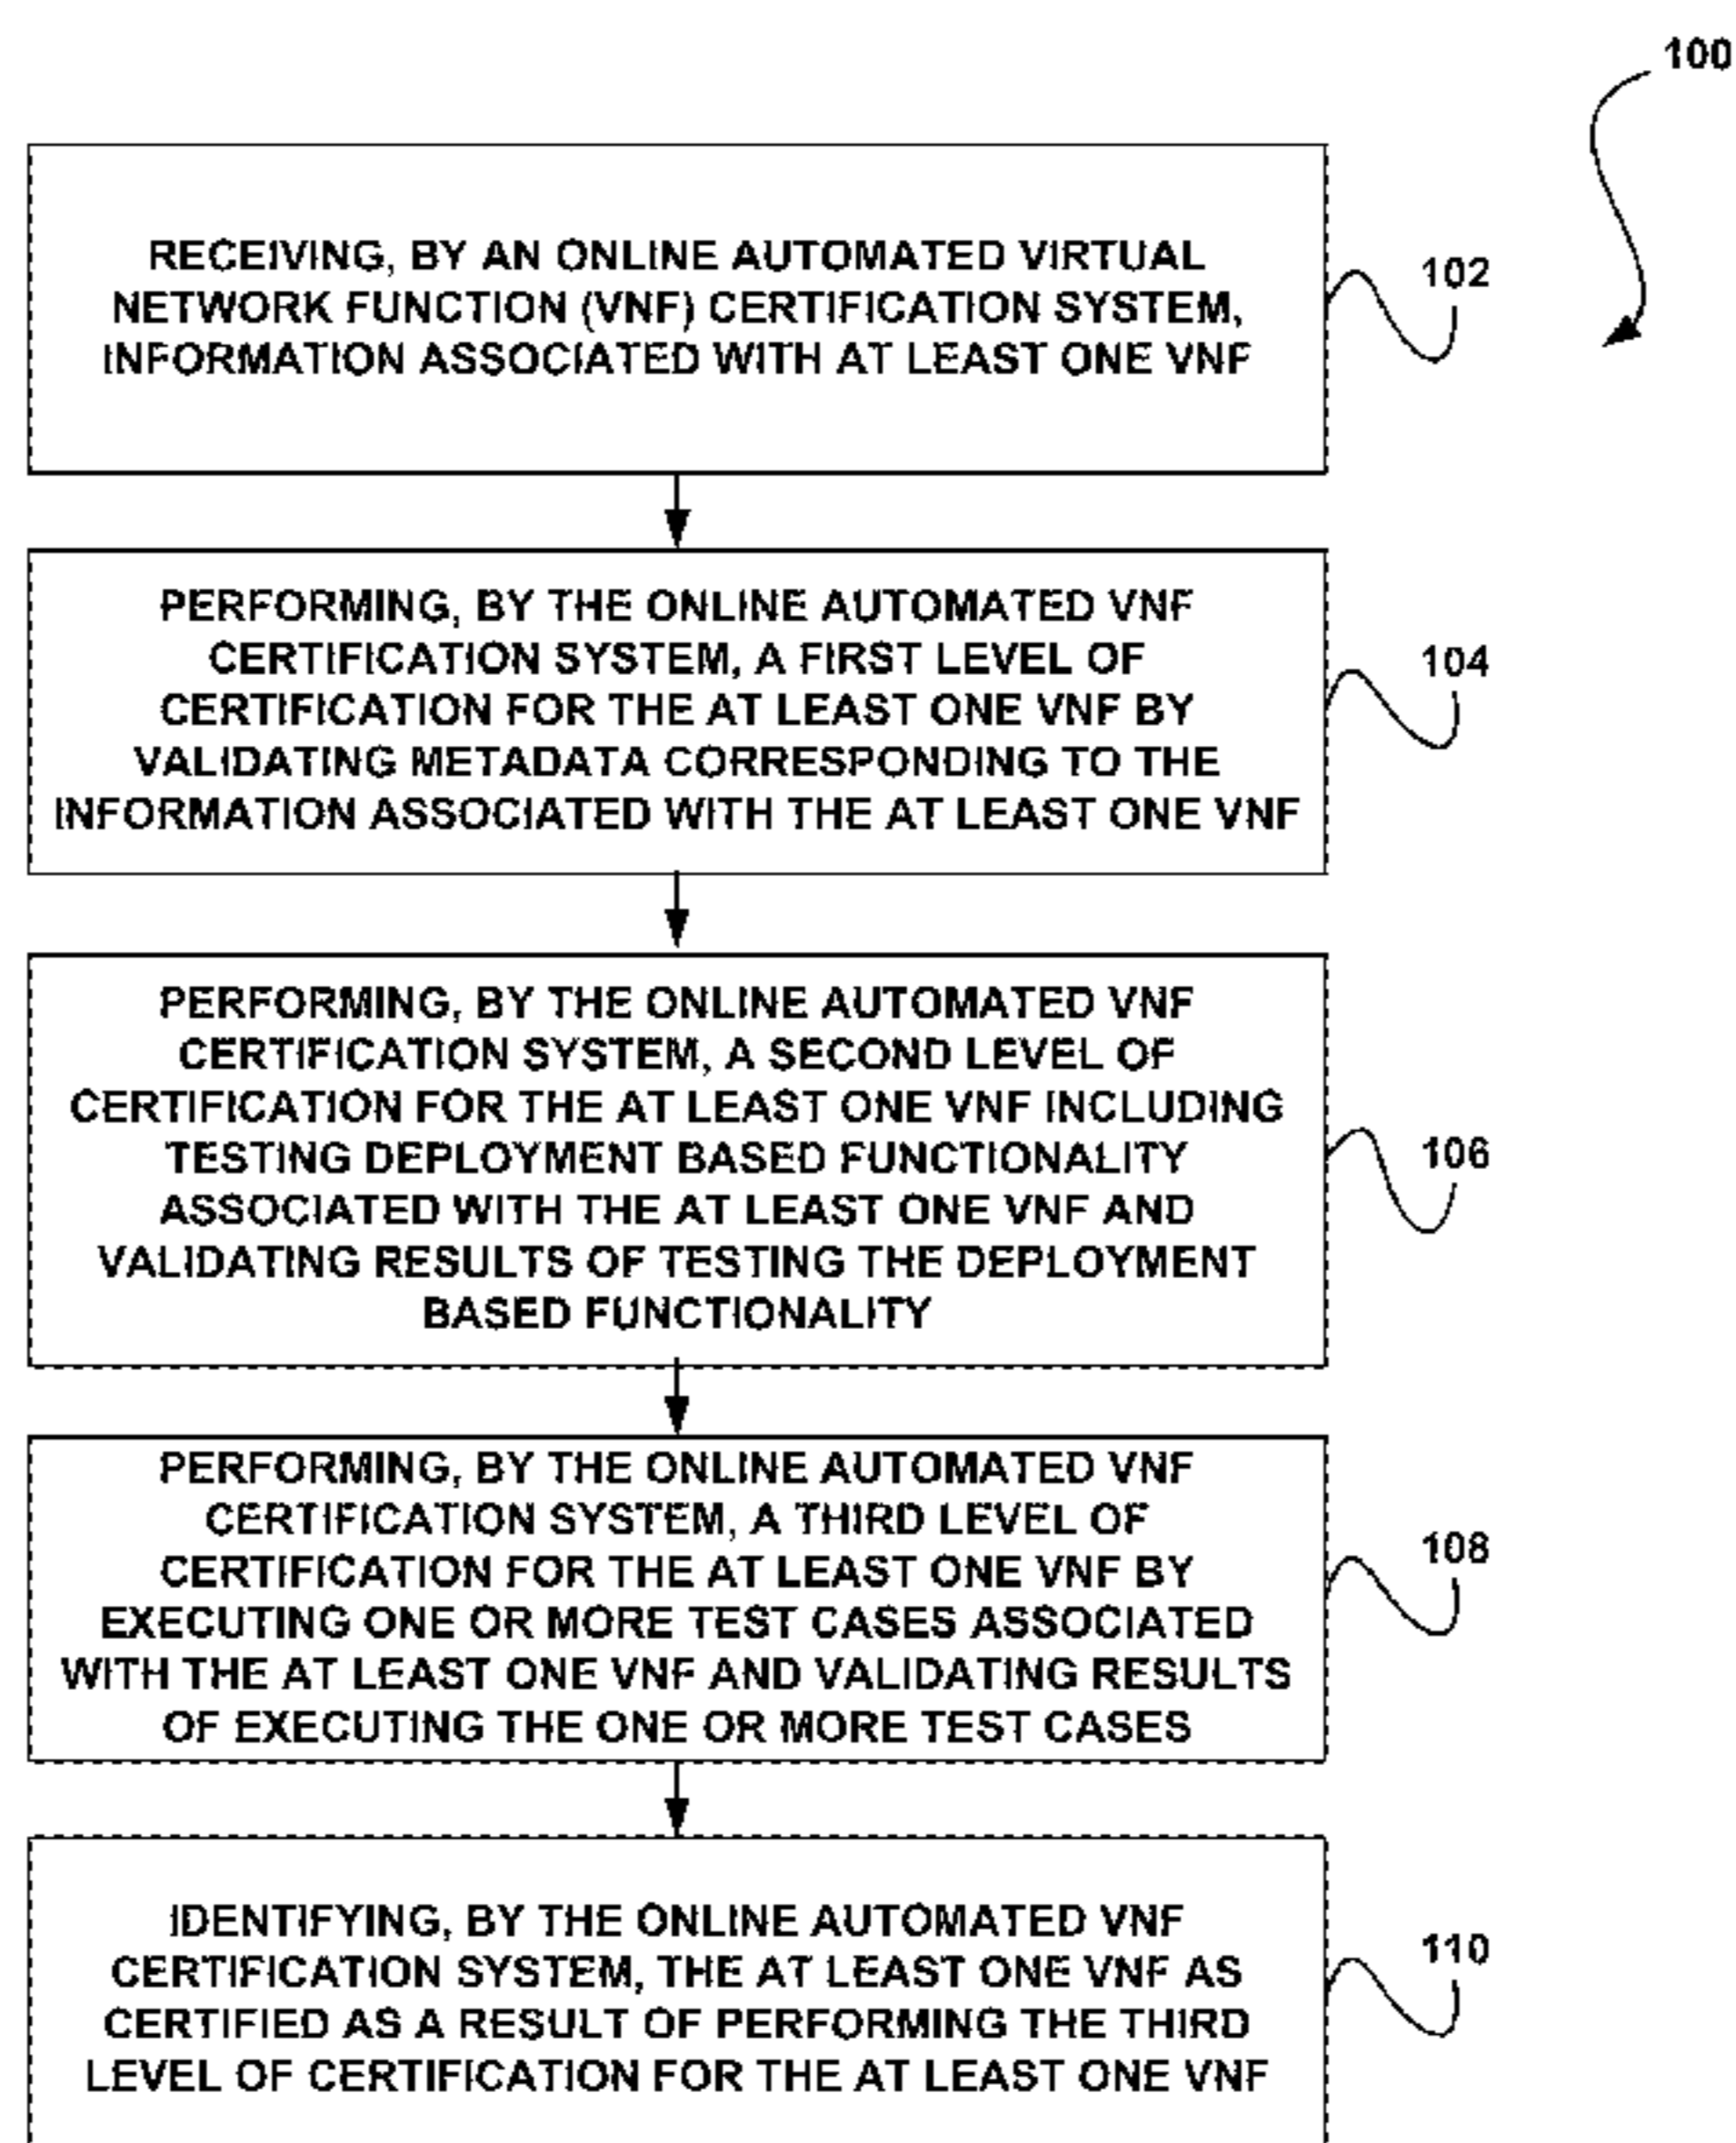 100
RECEIVING, BY AN ONLINE AUTOMATED VIRTUAL
NETWORK FUNCTION (VNF) CERTIFICATION SYSTEM,
INFORMATION ASSOCIATED WITH AT LEAST ONE VNF
102
PERFORMING, BY THE ONLINE AUTOMATED VNF
CERTIFICATION SYSTEM, A FIRST LEVEL OF
CERTIFICATION FOR THE AT LEAST ONE VNF BY
VALIDATING METADATA CORRESPONDING TO THE
INFORMATION ASSOCIATED WITH THE AT LEAST ONE VNF
104
PERFORMING, BY THE ONLINE AUTOMATED VNF
CERTIFICATION SYSTEM, A SECOND LEVEL OF
CERTIFICATION FOR THE AT LEAST ONE VNF INCLUDING
TESTING DEPLOYMENT BASED FUNCTIONALITY
ASSOCIATED WITH THE AT LEAST ONE VNF AND
VALIDATING RESULTS OF TESTING THE DEPLOYMENT
BASED FUNCTIONALITY
106
PERFORMING, BY THE ONLINE AUTOMATED VNF
CERTIFICATION SYSTEM, A THIRD LEVEL OF
CERTIFICATION FOR THE AT LEAST ONE VNF BY
EXECUTING ONE OR MORE TEST CASES ASSOCIATED
WITH THE AT LEAST ONE VNF AND VALIDATING RESULTS
OF EXECUTING THE ONE OR MORE TEST CASES
108
IDENTIFYING, BY THE ONLINE AUTOMATED VNF
CERTIFICATION SYSTEM, THE AT LEAST ONE VNF AS
CERTIFIED AS A RESULT OF PERFORMING THE THIRD
LEVEL OF CERTIFICATION FOR THE AT LEAST ONE VNF
110